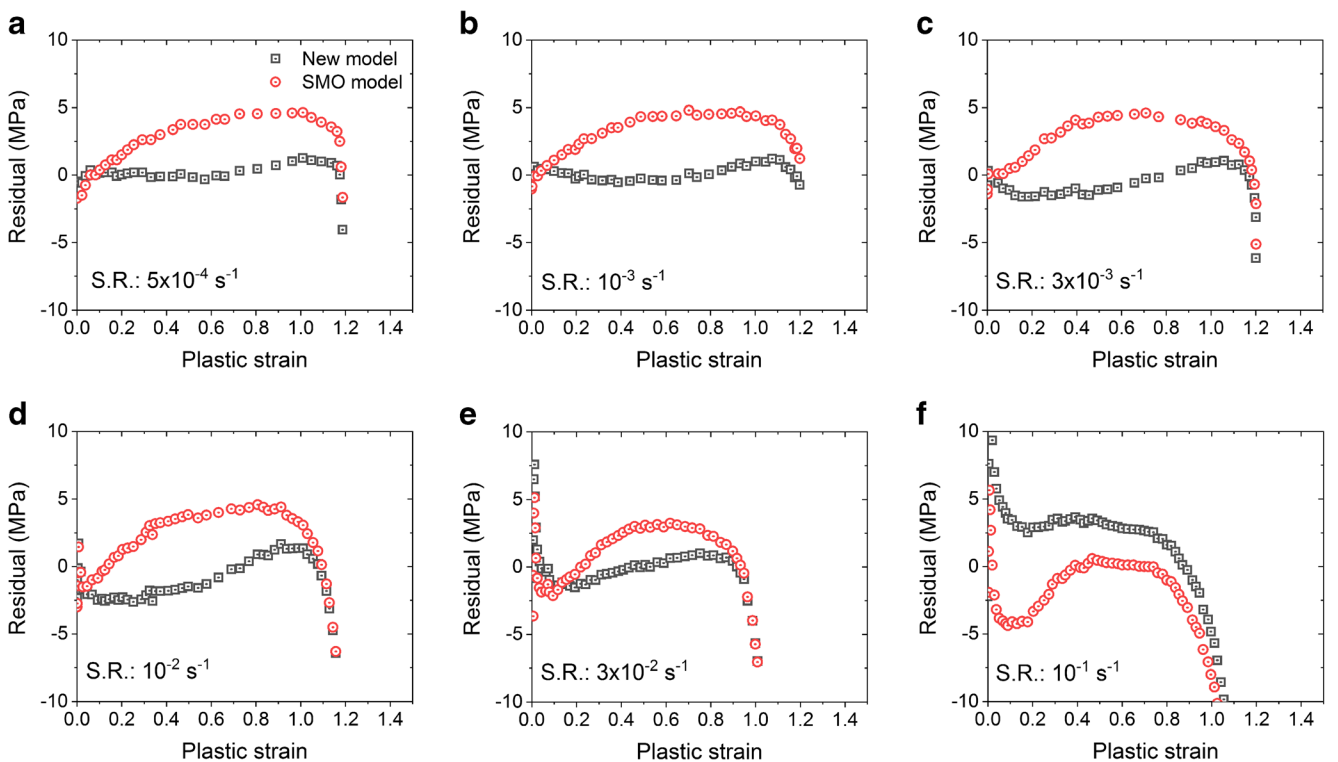 a
10
5
0
-5
-10
Residual (MPa)
New model
SMO model
S.R.: 5x10⁻⁴ s⁻¹
0.0 0.2 0.4 0.6 0.8 1.0 1.2 1.4
Plastic strain
b
10
5
0
-5
-10
Residual (MPa)
S.R.: 10⁻³ s⁻¹
0.0 0.2 0.4 0.6 0.8 1.0 1.2 1.4
Plastic strain
c
10
5
0
-5
-10
Residual (MPa)
S.R.: 3x10⁻³ s⁻¹
0.0 0.2 0.4 0.6 0.8 1.0 1.2 1.4
Plastic strain
d
10
5
0
-5
-10
Residual (MPa)
S.R.: 10⁻² s⁻¹
0.0 0.2 0.4 0.6 0.8 1.0 1.2 1.4
Plastic strain
e
10
5
0
-5
-10
Residual (MPa)
S.R.: 3x10⁻² s⁻¹
0.0 0.2 0.4 0.6 0.8 1.0 1.2 1.4
Plastic strain
f
10
5
0
-5
-10
Residual (MPa)
S.R.: 10⁻¹ s⁻¹
0.0 0.2 0.4 0.6 0.8 1.0 1.2 1.4
Plastic strain